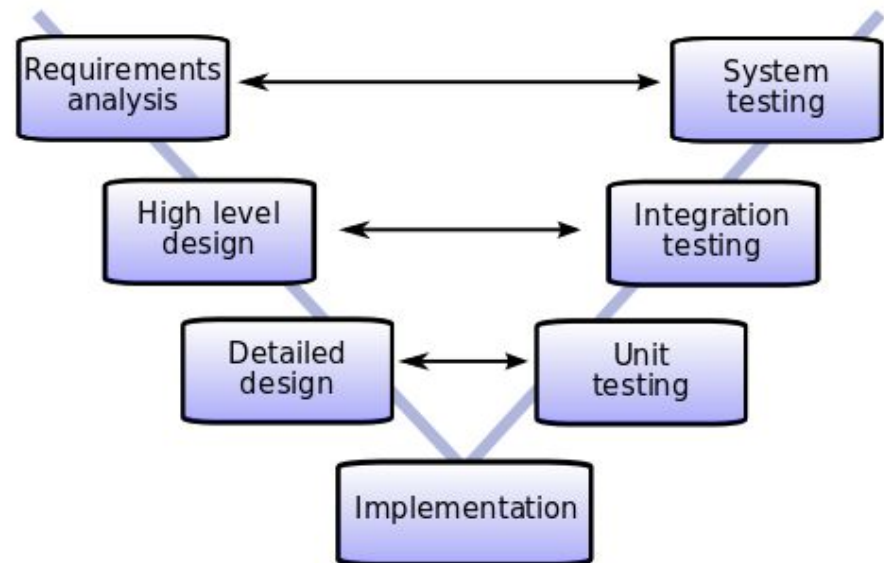 Requirements
analysis
System
testing
High level
design
Integration
testing
Detailed
design
Unit
testing
Implementation